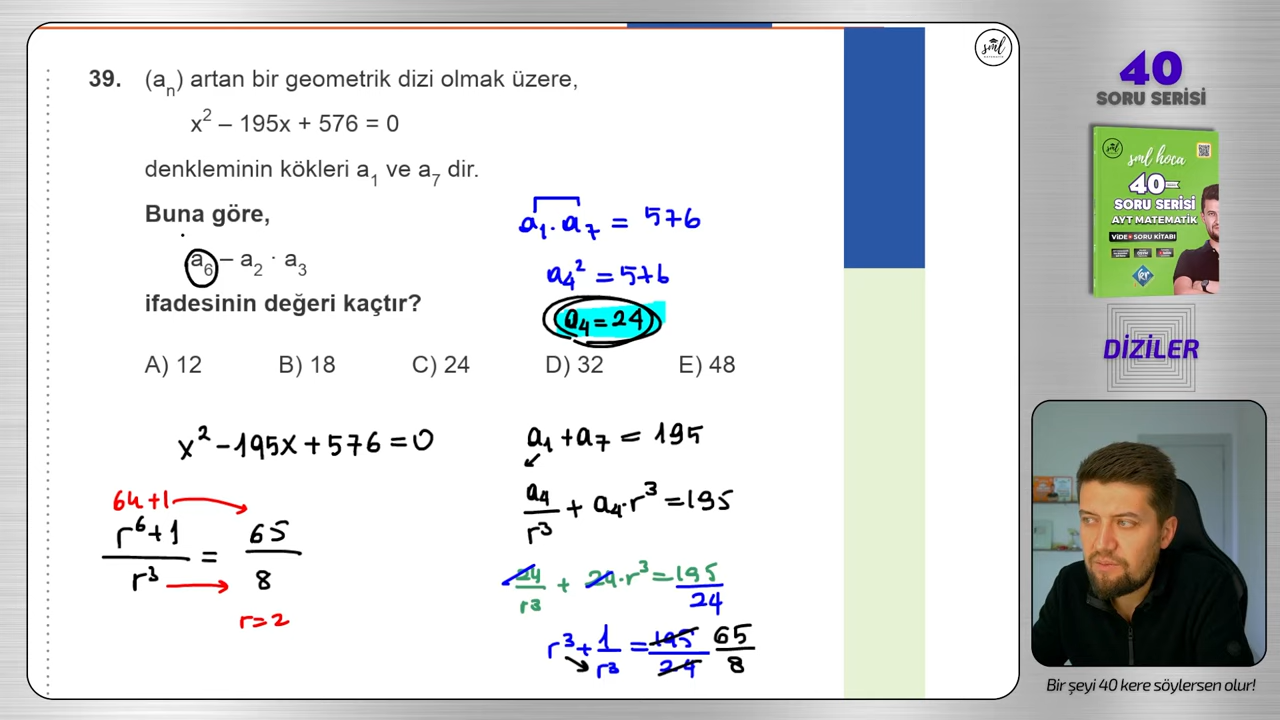 39. (aₙ) artan bir geometrik dizi olmak üzere,
x² – 195x + 576 = 0
denkleminin kökleri a₁ ve a₇ dir.
Buna göre,
a₆ – a₂ · a₃
ifadesinin değeri kaçtır?
A) 12 B) 18 C) 24 D) 32 E) 48
a₁ . a₇ = 576
a₄² = 576
a₄ = 24
x² - 195x + 576 = 0
64+1
r⁶+1 / r³ = 65 / 8
r=2
a₁ + a₇ = 195
a₄ / r³ + a₄.r³ = 195
24 / r³ + 24.r³ = 195 / 24
r³ + 1 / r³ = 195 / 24 65 / 8
sml
40
SORU SERİSİ
sml hoca
40
SORU SERİSİ
AYT MATEMATİK
VİDEO SORU KİTABI
DİZİLER
Bir şeyi 40 kere söylersen olur!